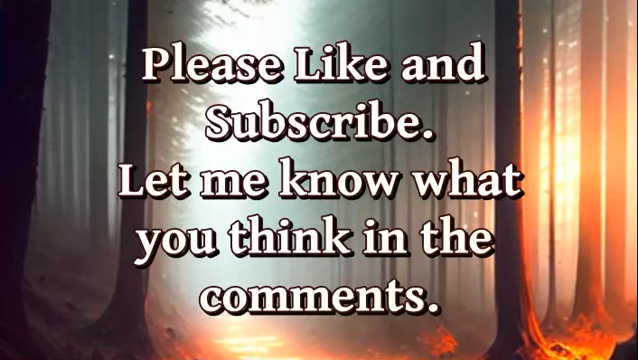 Please Like and
Subscribe.
Let me know what
you think in the
comments.